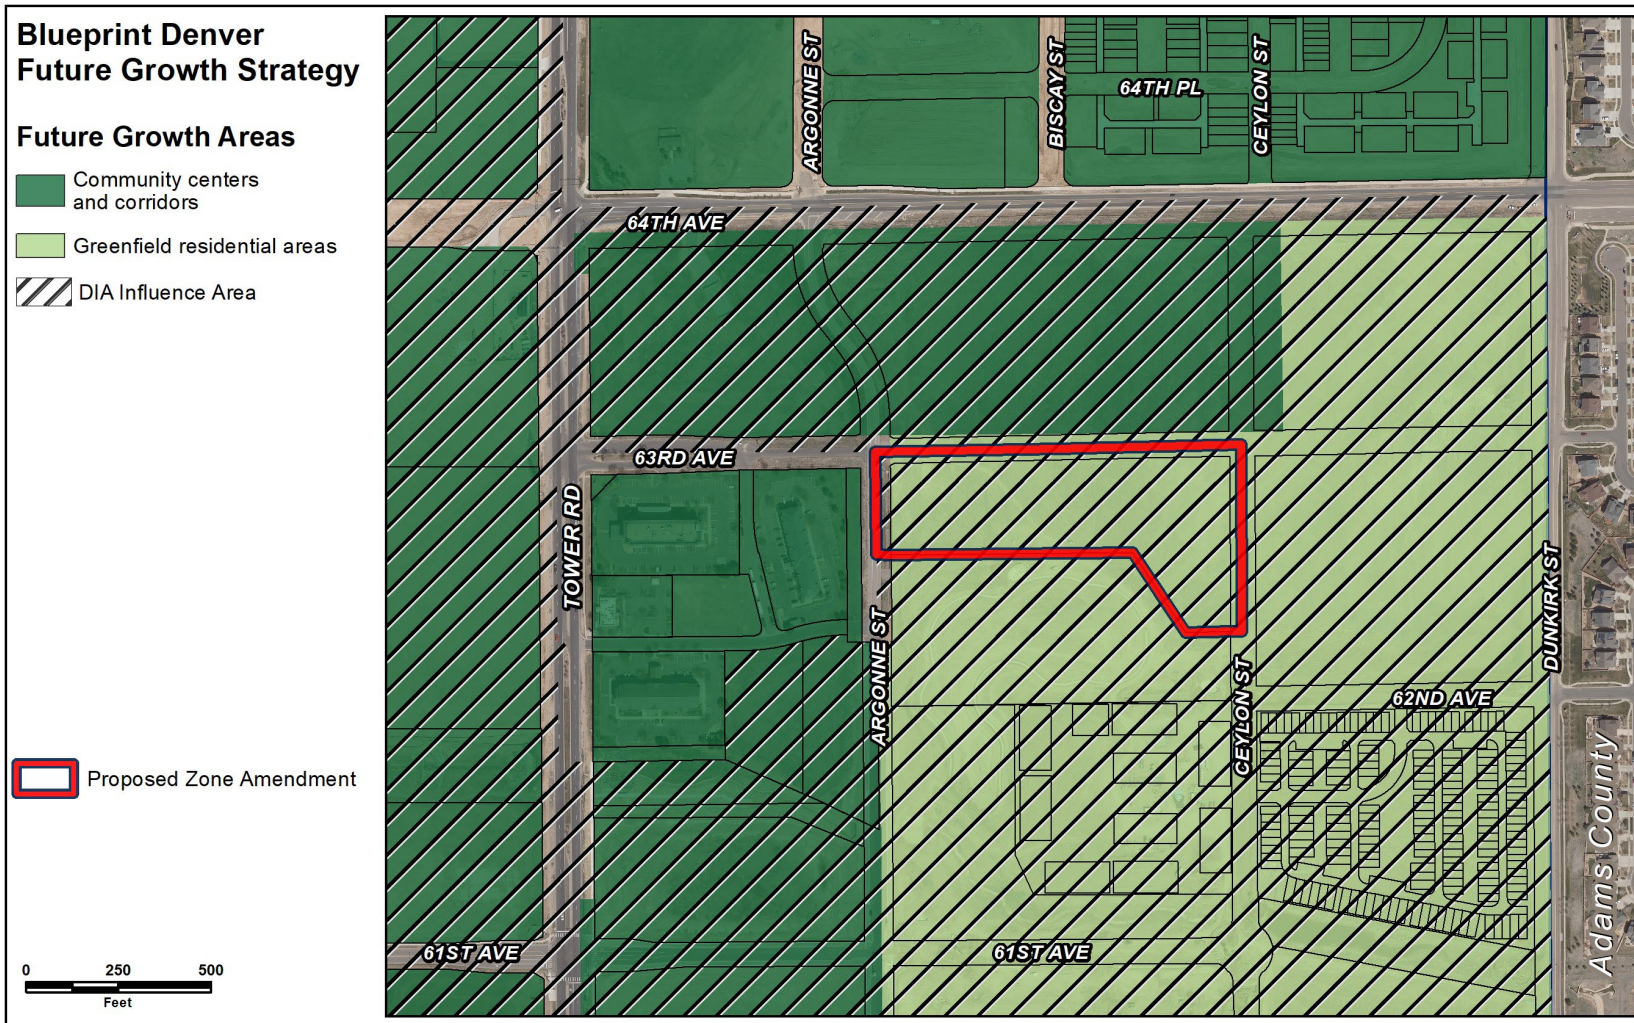 Blueprint Denver
Future Growth Strategy
Future Growth Areas
Community centers
and corridors
Greenfield residential areas
DIA Influence Area
Proposed Zone Amendment
0 250 500
Feet
ARGONNE ST
BISCAY ST
CEYLON ST
64TH PL
64TH AVE
63RD AVE
TOWER RD
ARGONNE ST
CEYLON ST
DUNKIRK ST
62ND AVE
Adams County
61ST AVE
61ST AVE